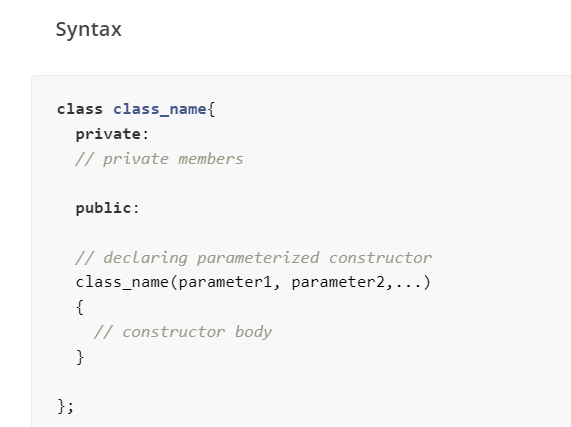 Syntax
class class_name{
private:
// private members
public:
// declaring parameterized constructor
class_name(parameter1, parameter2,...)
{
// constructor body
}
};